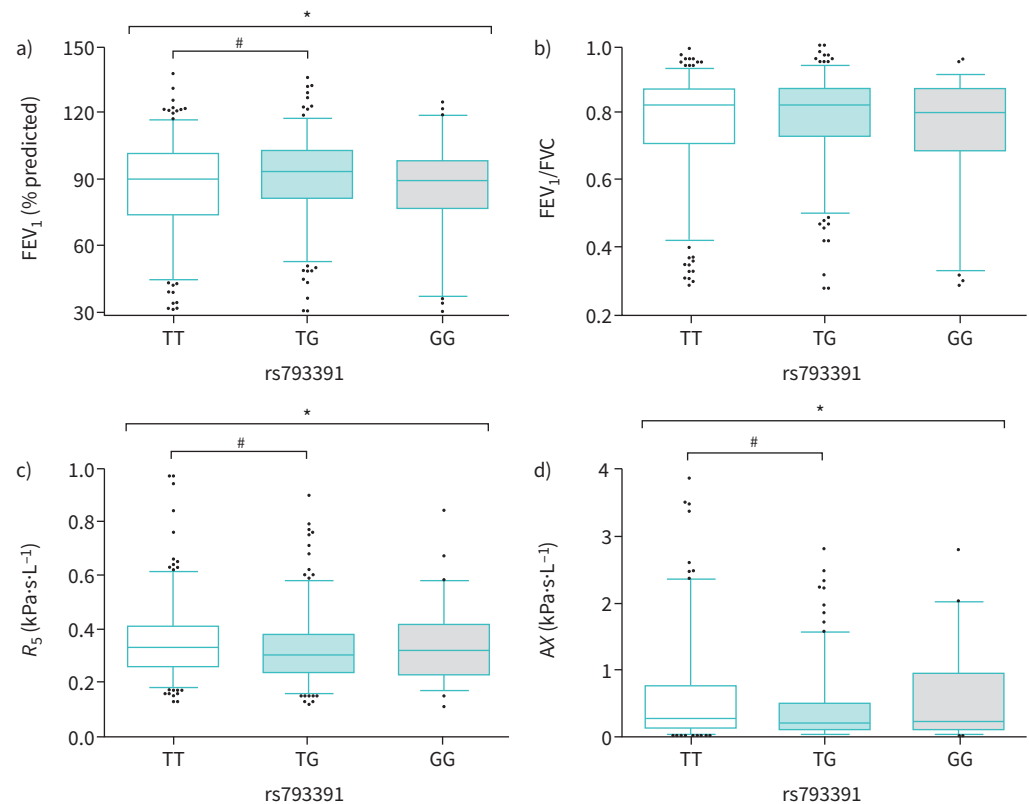 a)
*
#
FEV₁ (% predicted)
150
120
90
60
30
TT TG GG
rs793391
b)
FEV₁/FVC
1.0
0.8
0.6
0.4
0.2
TT TG GG
rs793391
c)
*
#
R₅ (kPa·s·L⁻¹)
1.0
0.8
0.6
0.4
0.2
0.0
TT TG GG
rs793391
d)
*
#
AX (kPa·s·L⁻¹)
4
3
2
1
0
TT TG GG
rs793391